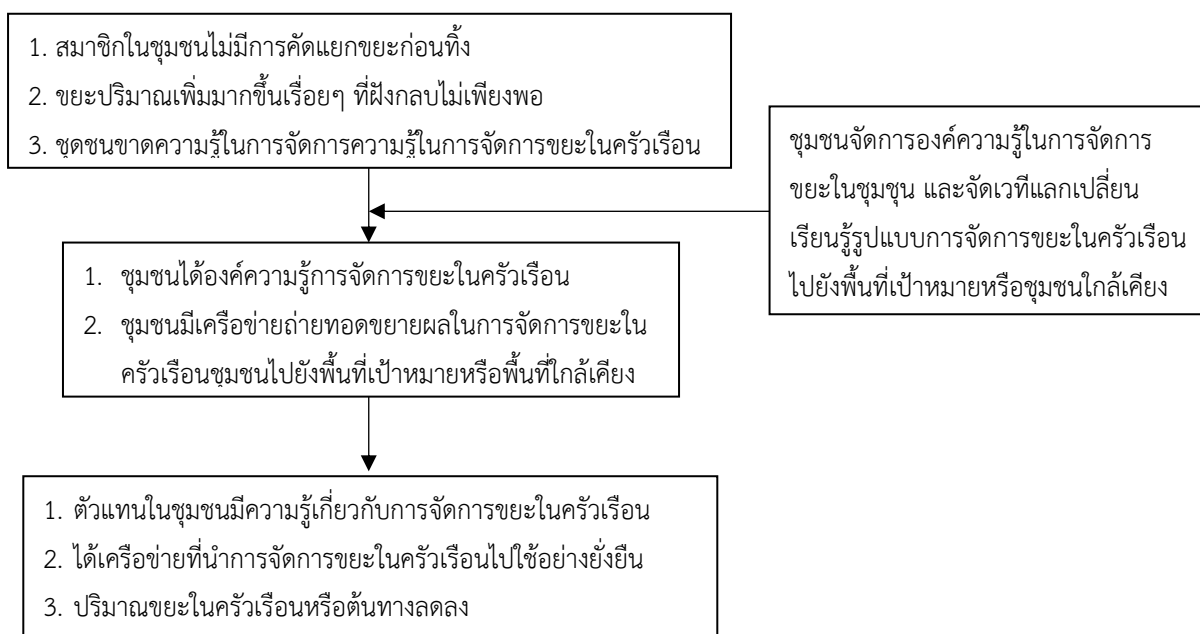 1. สมาชิกในชุมชนไม่มีการคัดแยกขยะก่อนทิ้ง
2. ขยะปริมาณเพิ่มมากขึ้นเรื่อยๆ ที่ฝังกลบไม่เพียงพอ
3. ชุดชนขาดความรู้ในการจัดการความรู้ในการจัดการขยะในครัวเรือน
ชุมชนจัดการองค์ความรู้ในการจัดการ
ขยะในชุมชุน และจัดเวทีแลกเปลี่ยน
เรียนรู้รูปแบบการจัดการขยะในครัวเรือน
ไปยังพื้นที่เป้าหมายหรือชุมชนใกล้เคียง
1. ชุมชนได้องค์ความรู้การจัดการขยะในครัวเรือน
2. ชุมชนมีเครือข่ายถ่ายทอดขยายผลในการจัดการขยะใน
ครัวเรือนชุมชนไปยังพื้นที่เป้าหมายหรือพื้นที่ใกล้เคียง
1. ตัวแทนในชุมชนมีความรู้เกี่ยวกับการจัดการขยะในครัวเรือน
2. ได้เครือข่ายที่นำการจัดการขยะในครัวเรือนไปใช้อย่างยั่งยืน
3. ปริมาณขยะในครัวเรือนหรือต้นทางลดลง